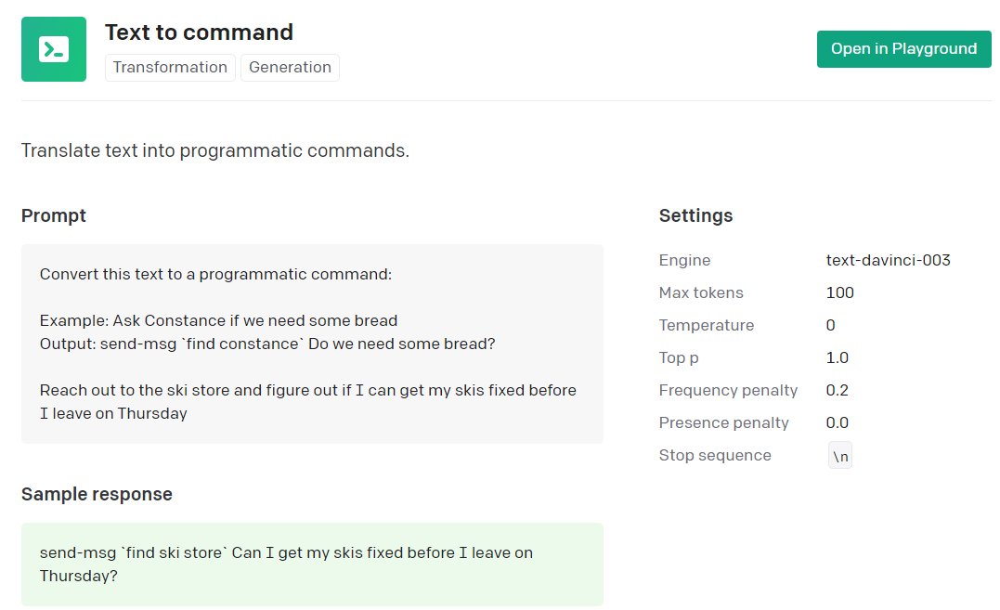 Text to command
Transformation Generation
Open in Playground
Translate text into programmatic commands.
Prompt
Convert this text to a programmatic command:
Example: Ask Constance if we need some bread
Output: send-msg `find constance` Do we need some bread?
Reach out to the ski store and figure out if I can get my skis fixed before
I leave on Thursday
Sample response
send-msg `find ski store` Can I get my skis fixed before I leave on
Thursday?
Settings
Engine text-davinci-003
Max tokens 100
Temperature 0
Top p 1.0
Frequency penalty 0.2
Presence penalty 0.0
Stop sequence \n